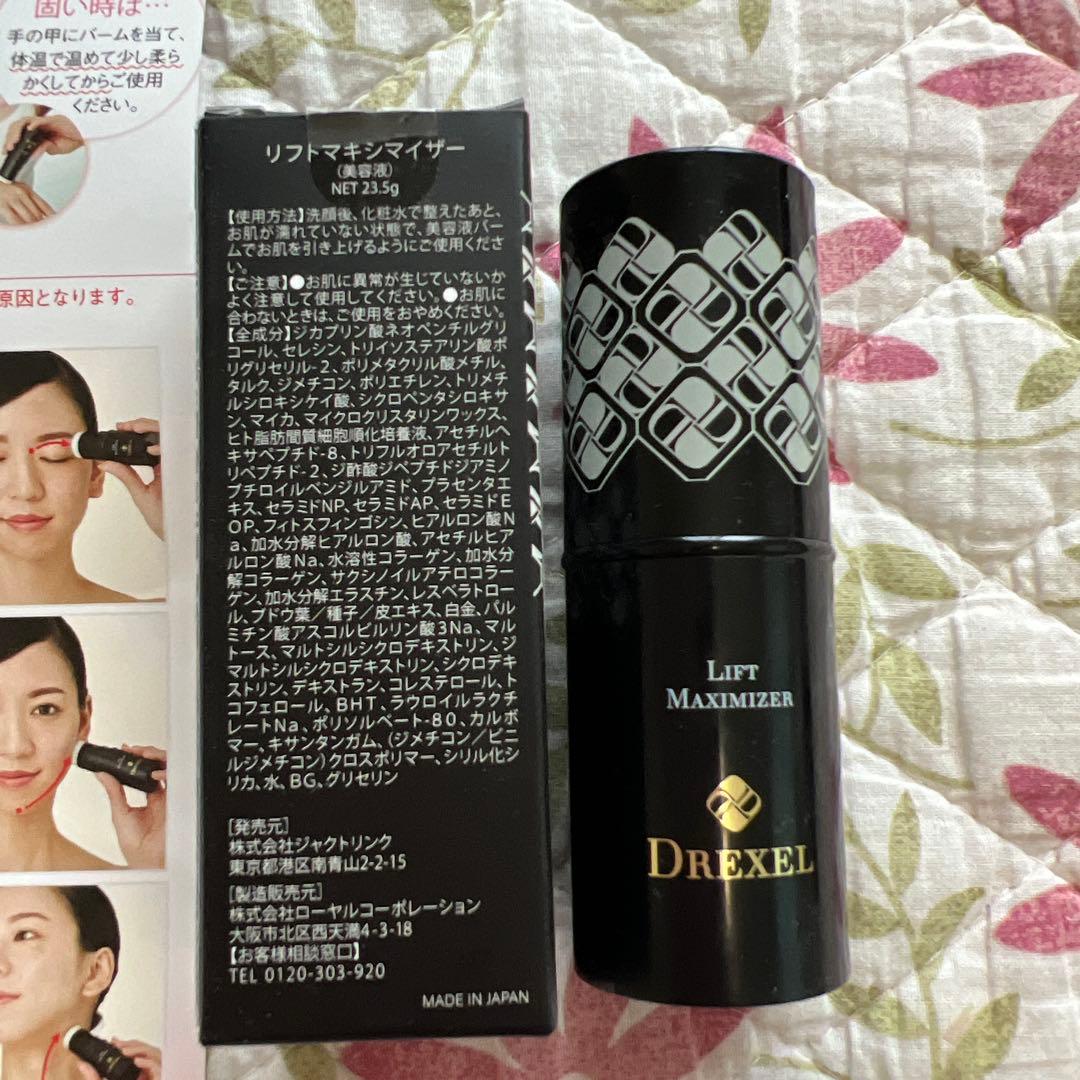 固い時は…
手の甲にバームを当て、
体温で温めて少し柔ら
かくしてからご使用
ください。
原因となります。
リフトマキシマイザー
(美容液)
NET 23.5g
【使用方法】洗顔後、化粧水で整えたあと、
お肌が濡れていない状態で、美容液バー
ムでお肌を引き上げるようにご使用くださ
い。
【ご注意】●お肌に異常が生じていないか
よく注意して使用してください。●お肌に
合わないときは、ご使用をおやめください。
【全成分】ジカプリン酸ネオペンチルグリ
コール、セレシン、トリイソステアリン酸ポ
リグリセリル-2、ポリメタクリル酸メチル、
タルク、ジメチコン、ポリエチレン、トリメチ
ルシロキシケイ酸、シクロペンタシロキサ
ン、マイカ、マイクロクリスタリンワックス、
ヒト脂肪間質細胞順化培養液、アセチルヘ
キサペプチド-8、トリフルオロアセチルト
リペプチド-2、ジ酢酸ジペプチドジアミノ
ブチロイルベンジルアミド、プラセンタエ
キス、セラミドNP、セラミドAP、セラミドE
OP、フィトスフィンゴシン、ヒアルロン酸N
a、加水分解ヒアルロン酸、アセチルヒア
ルロン酸Na、水溶性コラーゲン、加水分
解コラーゲン、サクシノイルアテロコラー
ゲン、加水分解エラスチン、レスベラトロー
ル、ブドウ葉/種子/皮エキス、白金、パル
ミチン酸アスコルビルリン酸3Na、マル
トース、マルトシルシクロデキストリン、ジ
マルトシルシクロデキストリン、シクロデキ
ストリン、デキストラン、コレステロール、ト
コフェロール、BHT、ラウロイルラクチ
レートNa、ポリソルベート-80、カルボ
マー、キサンタンガム、(ジメチコン/ビニ
ルジメチコン)クロスポリマー、シリル化シ
リカ、水、BG、グリセリン
[発売元]
株式会社ジャクトリンク
東京都港区南青山2-2-15
[製造販売元]
株式会社ローヤルコーポレーション
大阪市北区西天満4-3-18
【お客様相談窓口】
TEL 0120-303-920
MADE IN JAPAN
LIFT
MAXIMIZER
DREXEL